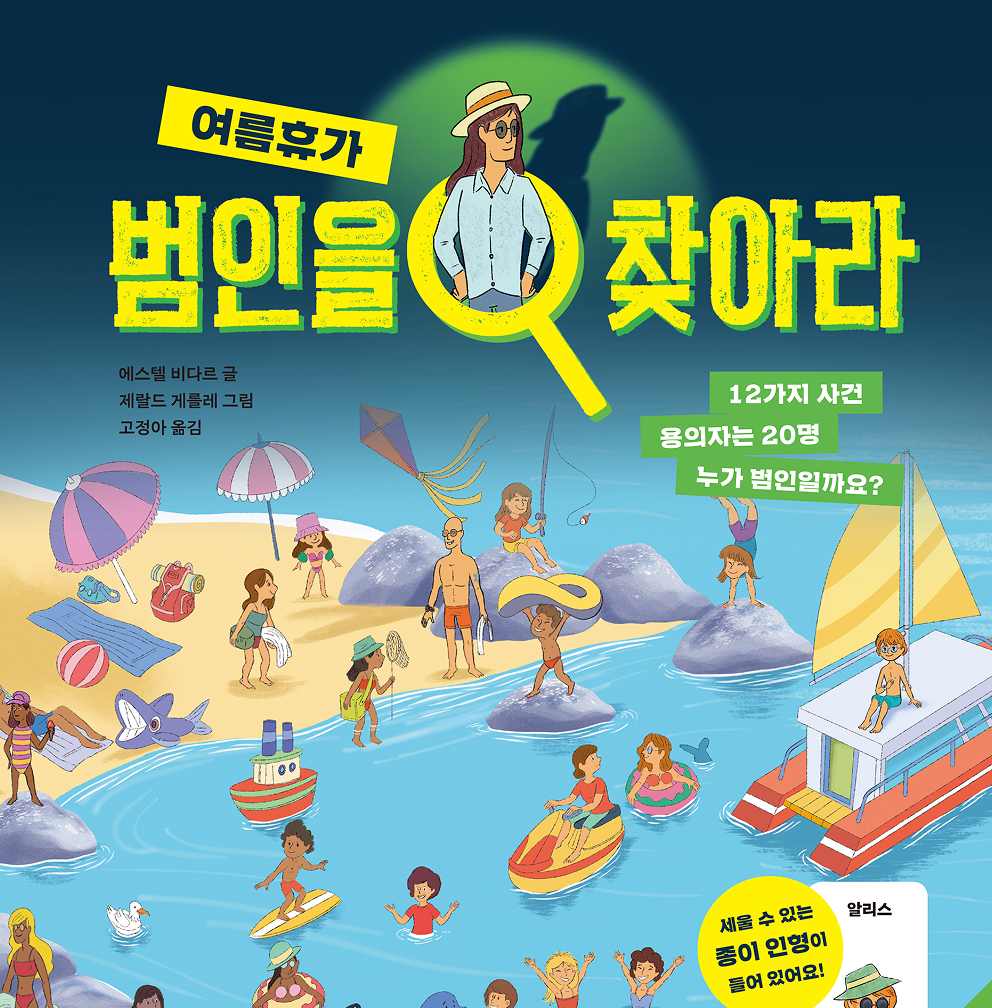 여름휴가
범인을 찾아라
에스텔 비다르 글
제랄드 게를레 그림
고정아 옮김
12가지 사건
용의자는 20명
누가 범인일까요?
세울 수 있는
종이 인형이
들어 있어요!
알리스